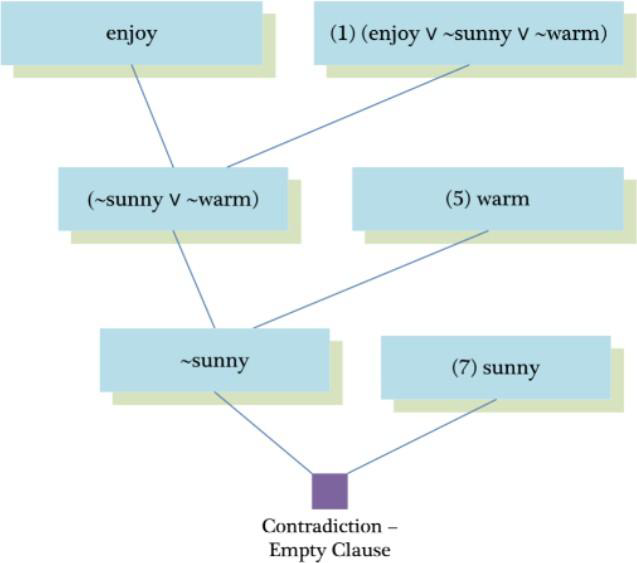 enjoy
(1) (enjoy ∨ ~sunny ∨ ~warm)
(~sunny ∨ ~warm)
(5) warm
~sunny
(7) sunny
Contradiction –
Empty Clause